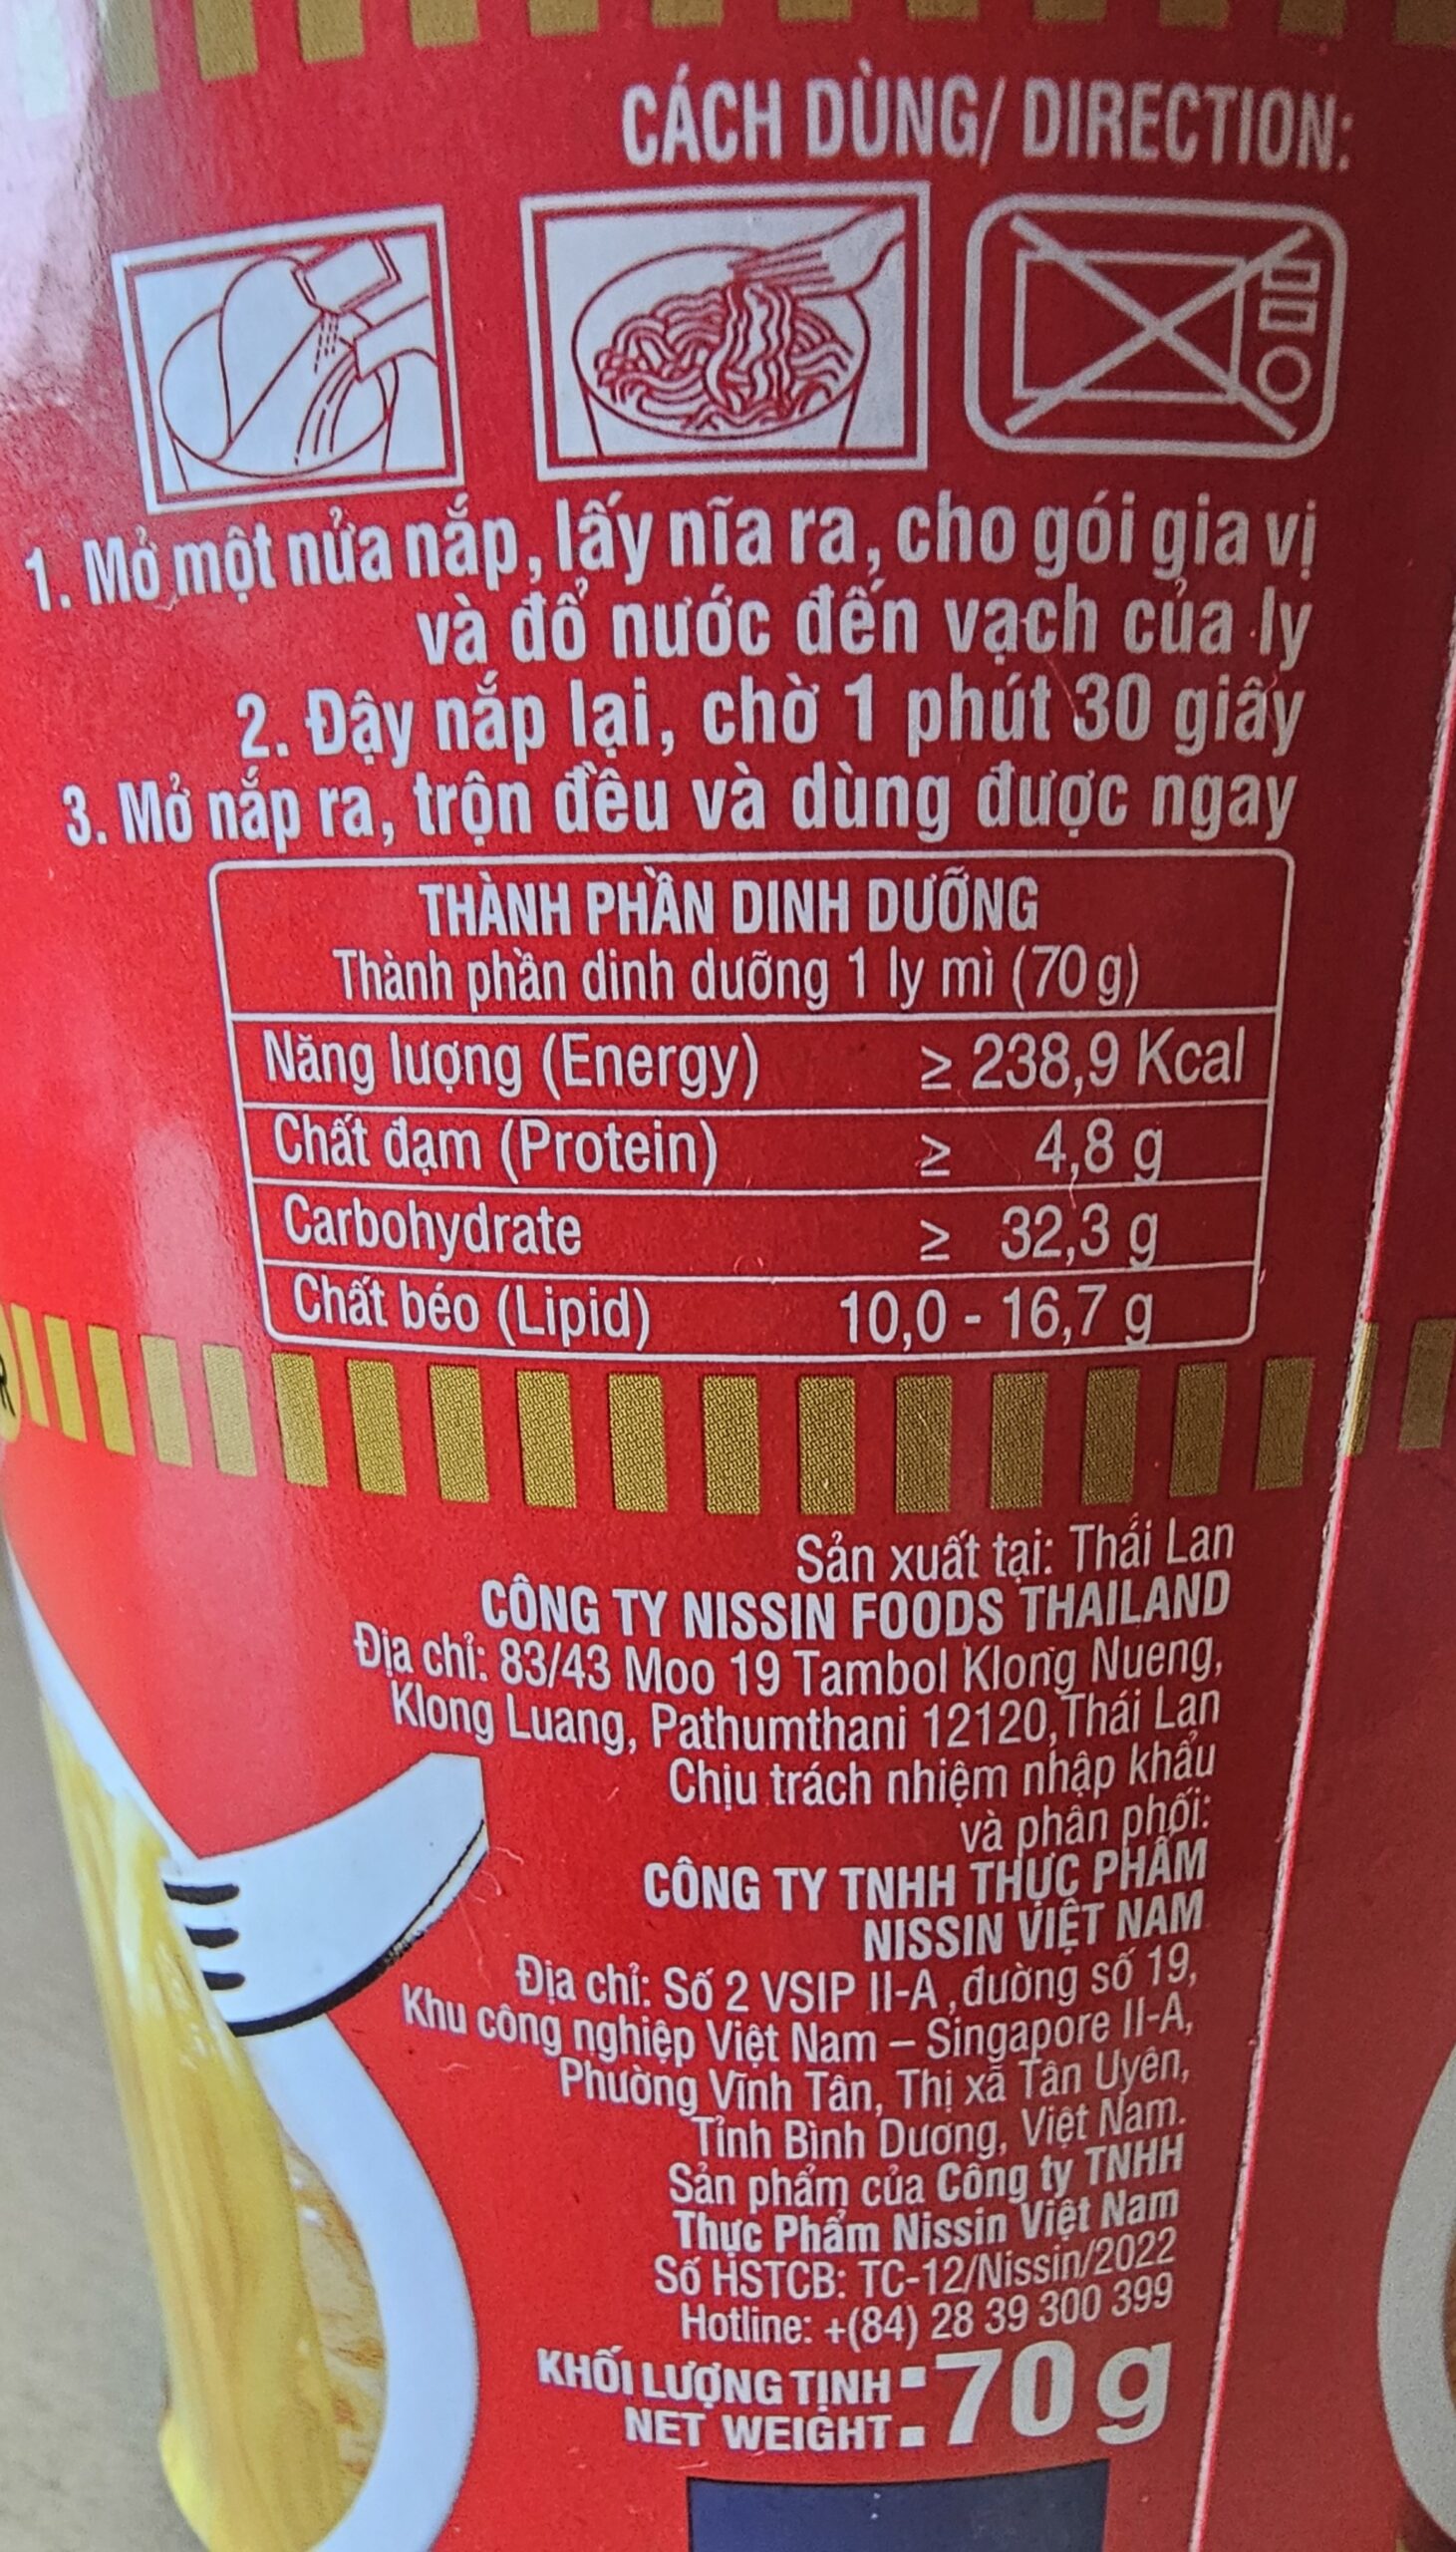 CÁCH DÙNG/ DIRECTION:
1. Mở một nửa nắp, lấy nĩa ra, cho gói gia vị
và đổ nước đến vạch của ly
2. Đậy nắp lại, chờ 1 phút 30 giây
3. Mở nắp ra, trộn đều và dùng được ngay
THÀNH PHẦN DINH DƯỠNG
Thành phần dinh dưỡng 1 ly mì (70 g)
Năng lượng (Energy) ≥ 238,9 Kcal
Chất đạm (Protein) ≥ 4,8 g
Carbohydrate ≥ 32,3 g
Chất béo (Lipid) 10,0 - 16,7 g
Sản xuất tại: Thái Lan
CÔNG TY NISSIN FOODS THAILAND
Địa chỉ: 83/43 Moo 19 Tambol Klong Nueng,
Klong Luang, Pathumthani 12120,Thái Lan
Chịu trách nhiệm nhập khẩu
và phân phối:
CÔNG TY TNHH THỰC PHẨM
NISSIN VIỆT NAM
Địa chỉ: Số 2 VSIP II-A , đường số 19,
Khu công nghiệp Việt Nam – Singapore II-A,
Phường Vĩnh Tân, Thị xã Tân Uyên,
Tỉnh Bình Dương, Việt Nam.
Sản phẩm của Công ty TNHH
Thực Phẩm Nissin Việt Nam
Số HSTCB: TC-12/Nissin/2022
Hotline: +(84) 28 39 300 399
KHỐI LƯỢNG TỊNH
NET WEIGHT : 70 g